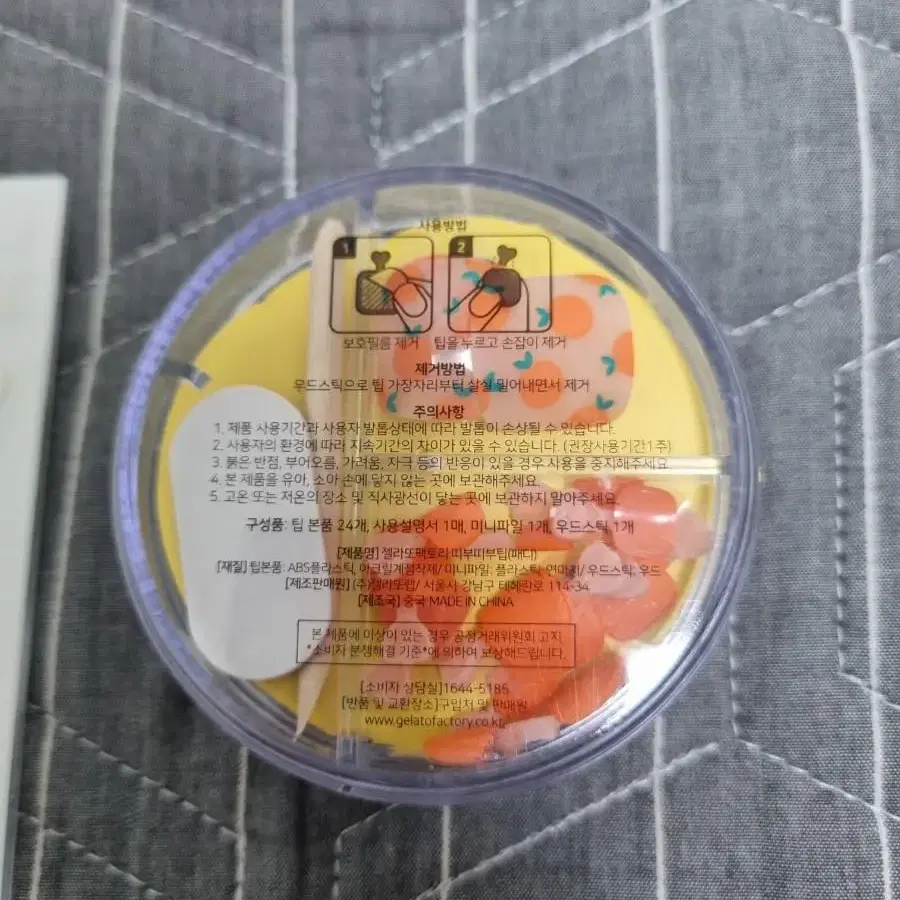 사용방법
1 2
보호필름 제거 팁을 누르고 손잡이 제거
제거방법
우드스틱으로 팁 가장자리부터 살살 밀어내면서 제거
주의사항
1. 제품 사용기간과 사용자 발톱상태에 따라 발톱이 손상될 수 있습니다.
2. 사용자의 환경에 따라 지속기간의 차이가 있을 수 있습니다. (권장사용기간1주)
3. 붉은 반점, 부어오름, 가려움, 자극 등의 반응이 있을 경우 사용을 중지해주세요.
4. 본 제품을 유아, 소아 손에 닿지 않는 곳에 보관해주세요.
5. 고온 또는 저온의 장소 및 직사광선이 닿는 곳에 보관하지 말아주세요.
구성품: 팁 본품 24개, 사용설명서 1매, 미니파일 1개, 우드스틱 1개
[제품명] 젤라또팩토리 띠부띠부팁(패디)
[재질] 팁본품: ABS플라스틱, 아크릴계점착제/ 미니파일: 플라스틱, 연마지/ 우드스틱: 우드
[제조판매원] (주)젤라또랩/ 서울시 강남구 테헤란로 114-34
[제조국] 중국 MADE IN CHINA
본 제품에 이상이 있는 경우 공정거래위원회 고지
"소비자 분쟁해결 기준"에 의하여 보상해드립니다.
[소비자 상담실]1644-5185
[반품 및 교환장소]구입처 및 판매원
www.gelatofactory.co.kr